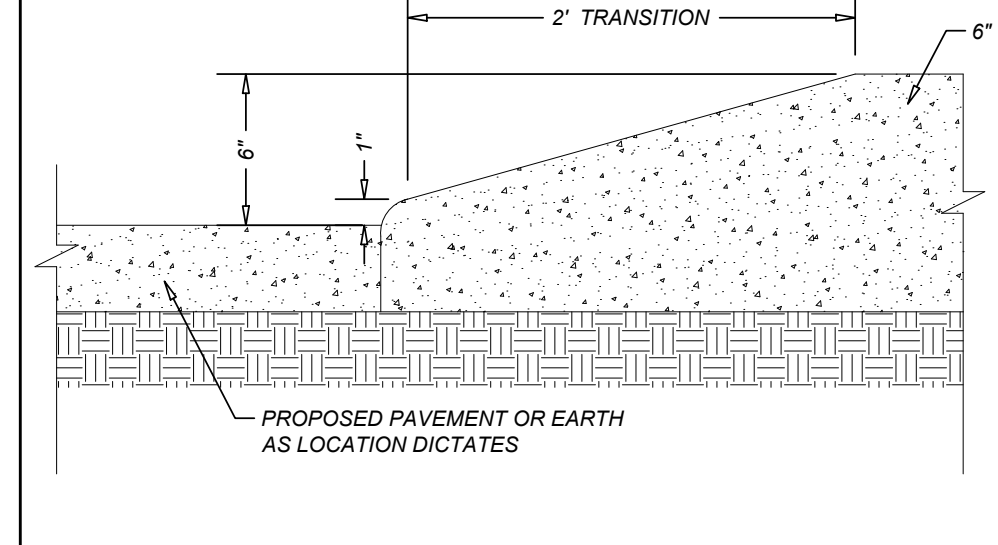 2' TRANSITION
6"
6"
1"
PROPOSED PAVEMENT OR EARTH
AS LOCATION DICTATES